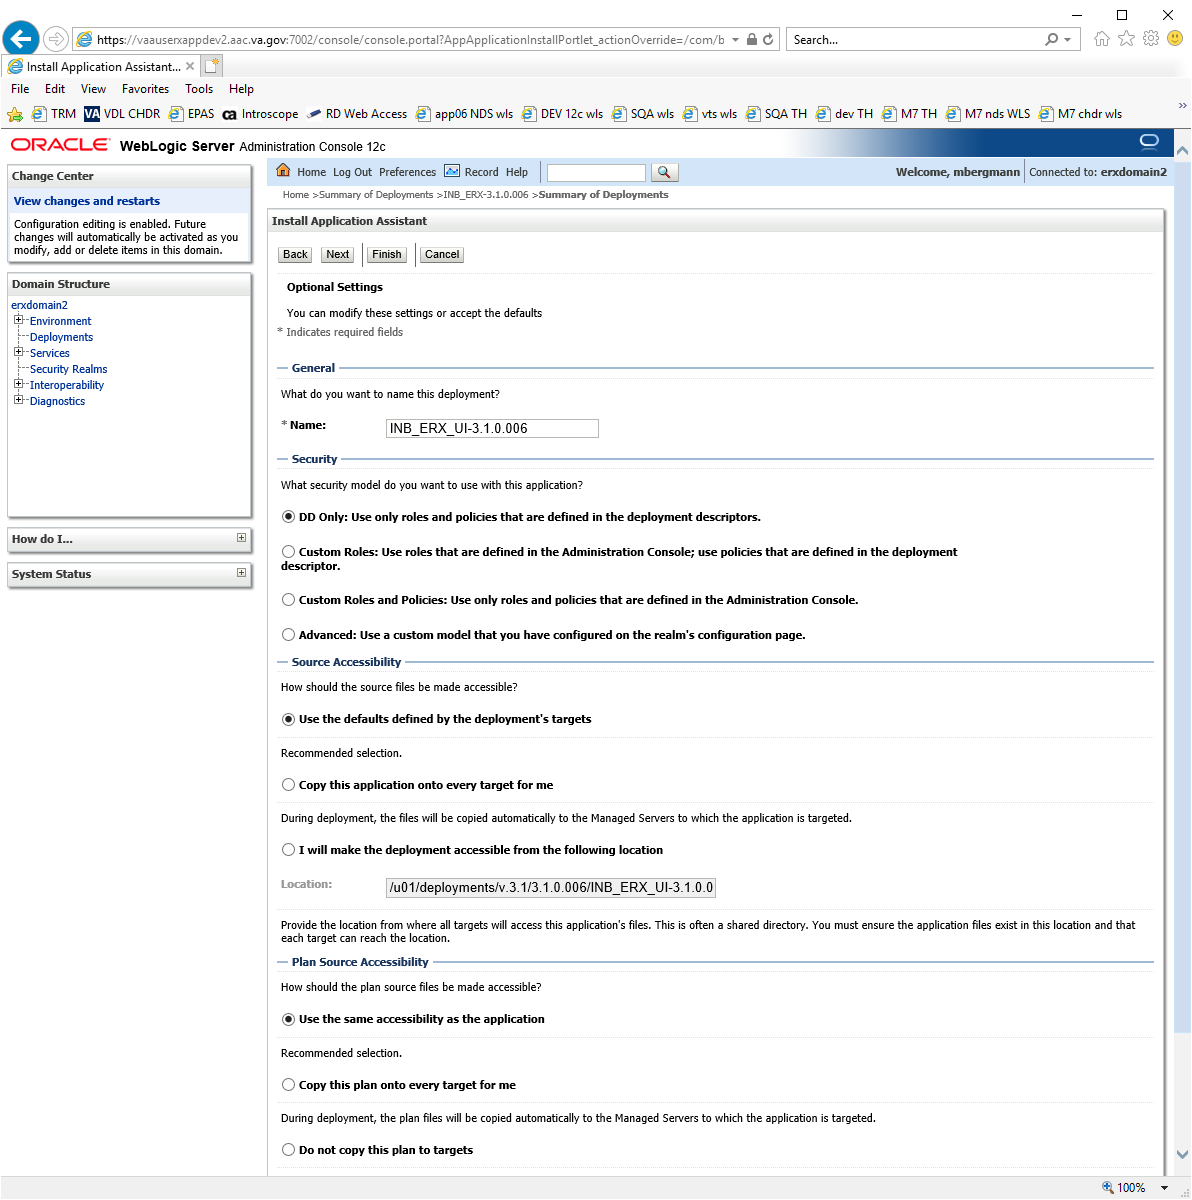 https://vaauserxappdev2.aac.va.gov:7002/console/console.portal?AppApplicationInstallPortlet_actionOverride=/com/b
Search...
Install Application Assistant...
File Edit View Favorites Tools Help
TRM VA VDL CHDR EPAS ca Introscope RD Web Access app06 NDS wls DEV 12c wls SQA wls vts wls SQA TH dev TH M7 TH M7 nds WLS M7 chdr wls
ORACLE WebLogic Server Administration Console 12c
Change Center
View changes and restarts
Configuration editing is enabled. Future
changes will automatically be activated as you
modify, add or delete items in this domain.
Domain Structure
erxdomain2
Environment
Deployments
Services
Security Realms
Interoperability
Diagnostics
How do I...
System Status
Home Log Out Preferences Record Help
Welcome, mbergmann Connected to: erxdomain2
Home >Summary of Deployments >INB_ERX-3.1.0.006 >Summary of Deployments
Install Application Assistant
Back Next Finish Cancel
Optional Settings
You can modify these settings or accept the defaults
* Indicates required fields
General
What do you want to name this deployment?
* Name: INB_ERX_UI-3.1.0.006
Security
What security model do you want to use with this application?
DD Only: Use only roles and policies that are defined in the deployment descriptors.
Custom Roles: Use roles that are defined in the Administration Console; use policies that are defined in the deployment
descriptor.
Custom Roles and Policies: Use only roles and policies that are defined in the Administration Console.
Advanced: Use a custom model that you have configured on the realm's configuration page.
Source Accessibility
How should the source files be made accessible?
Use the defaults defined by the deployment's targets
Recommended selection.
Copy this application onto every target for me
During deployment, the files will be copied automatically to the Managed Servers to which the application is targeted.
I will make the deployment accessible from the following location
Location: /u01/deployments/v.3.1/3.1.0.006/INB_ERX_UI-3.1.0.0
Provide the location from where all targets will access this application's files. This is often a shared directory. You must ensure the application files exist in this location and that
each target can reach the location.
Plan Source Accessibility
How should the plan source files be made accessible?
Use the same accessibility as the application
Recommended selection.
Copy this plan onto every target for me
During deployment, the plan files will be copied automatically to the Managed Servers to which the application is targeted.
Do not copy this plan to targets
100%